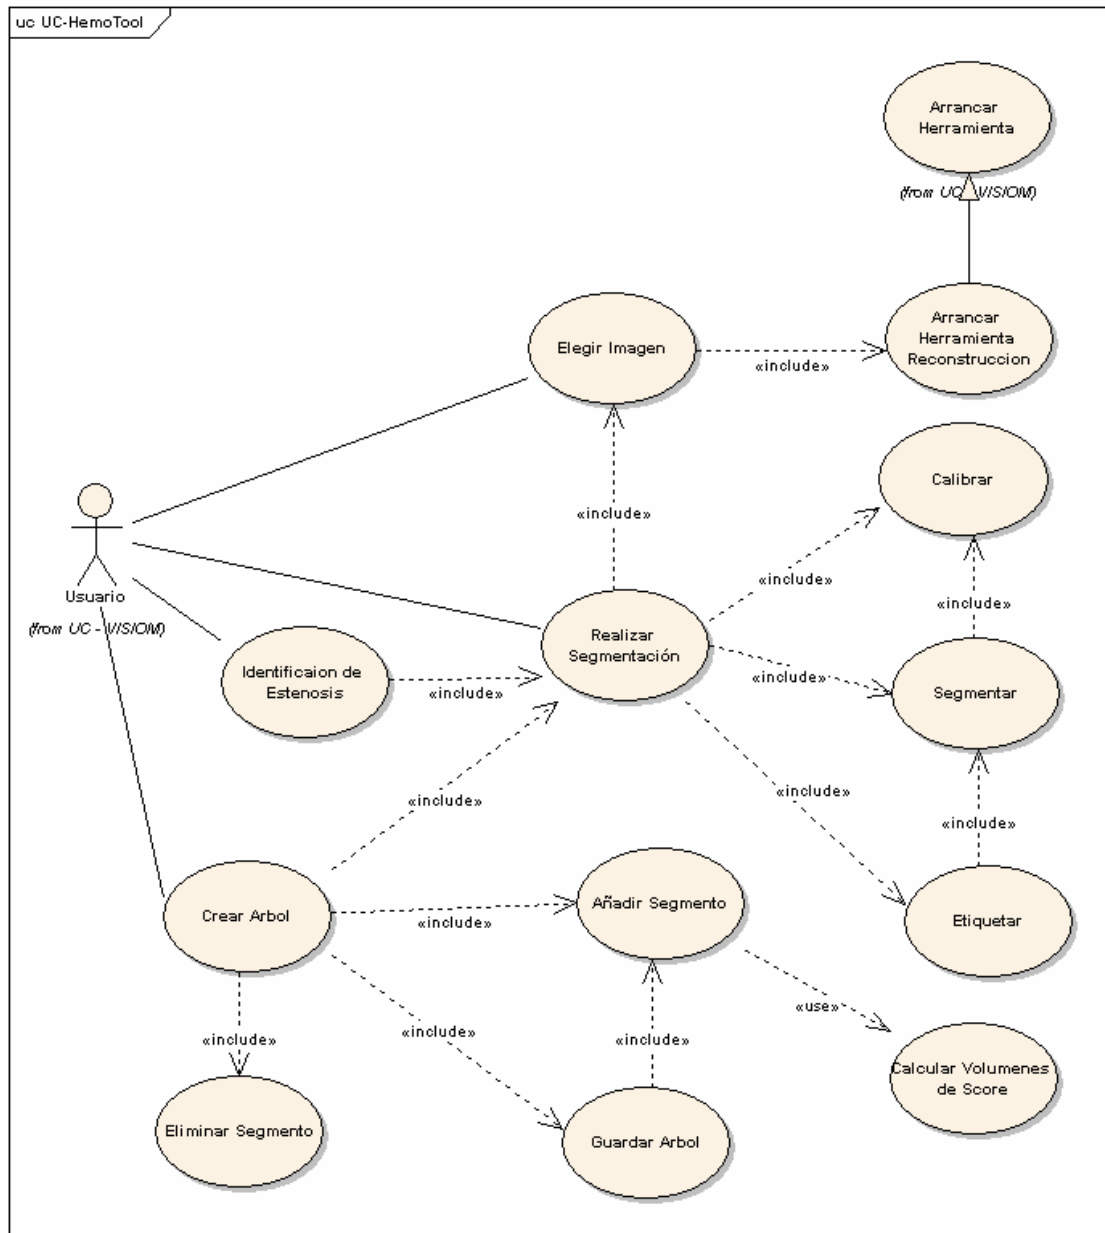 uc UC-HemoTool
Arrancar
Herramienta
(from UC - VISIOM)
Arrancar
Herramienta
Reconstruccion
Elegir Imagen
«include»
Calibrar
«include»
«include»
«include»
Usuario
(from UC - VISIOM)
Realizar
Segmentación
Identificaion de
Estenosis
«include»
«include»
Segmentar
«include»
«include»
«include»
Crear Arbol
«include»
Añadir Segmento
Etiquetar
«use»
«include»
«include»
«include»
Calcular Volumenes
de Score
Eliminar Segmento
Guardar Arbol